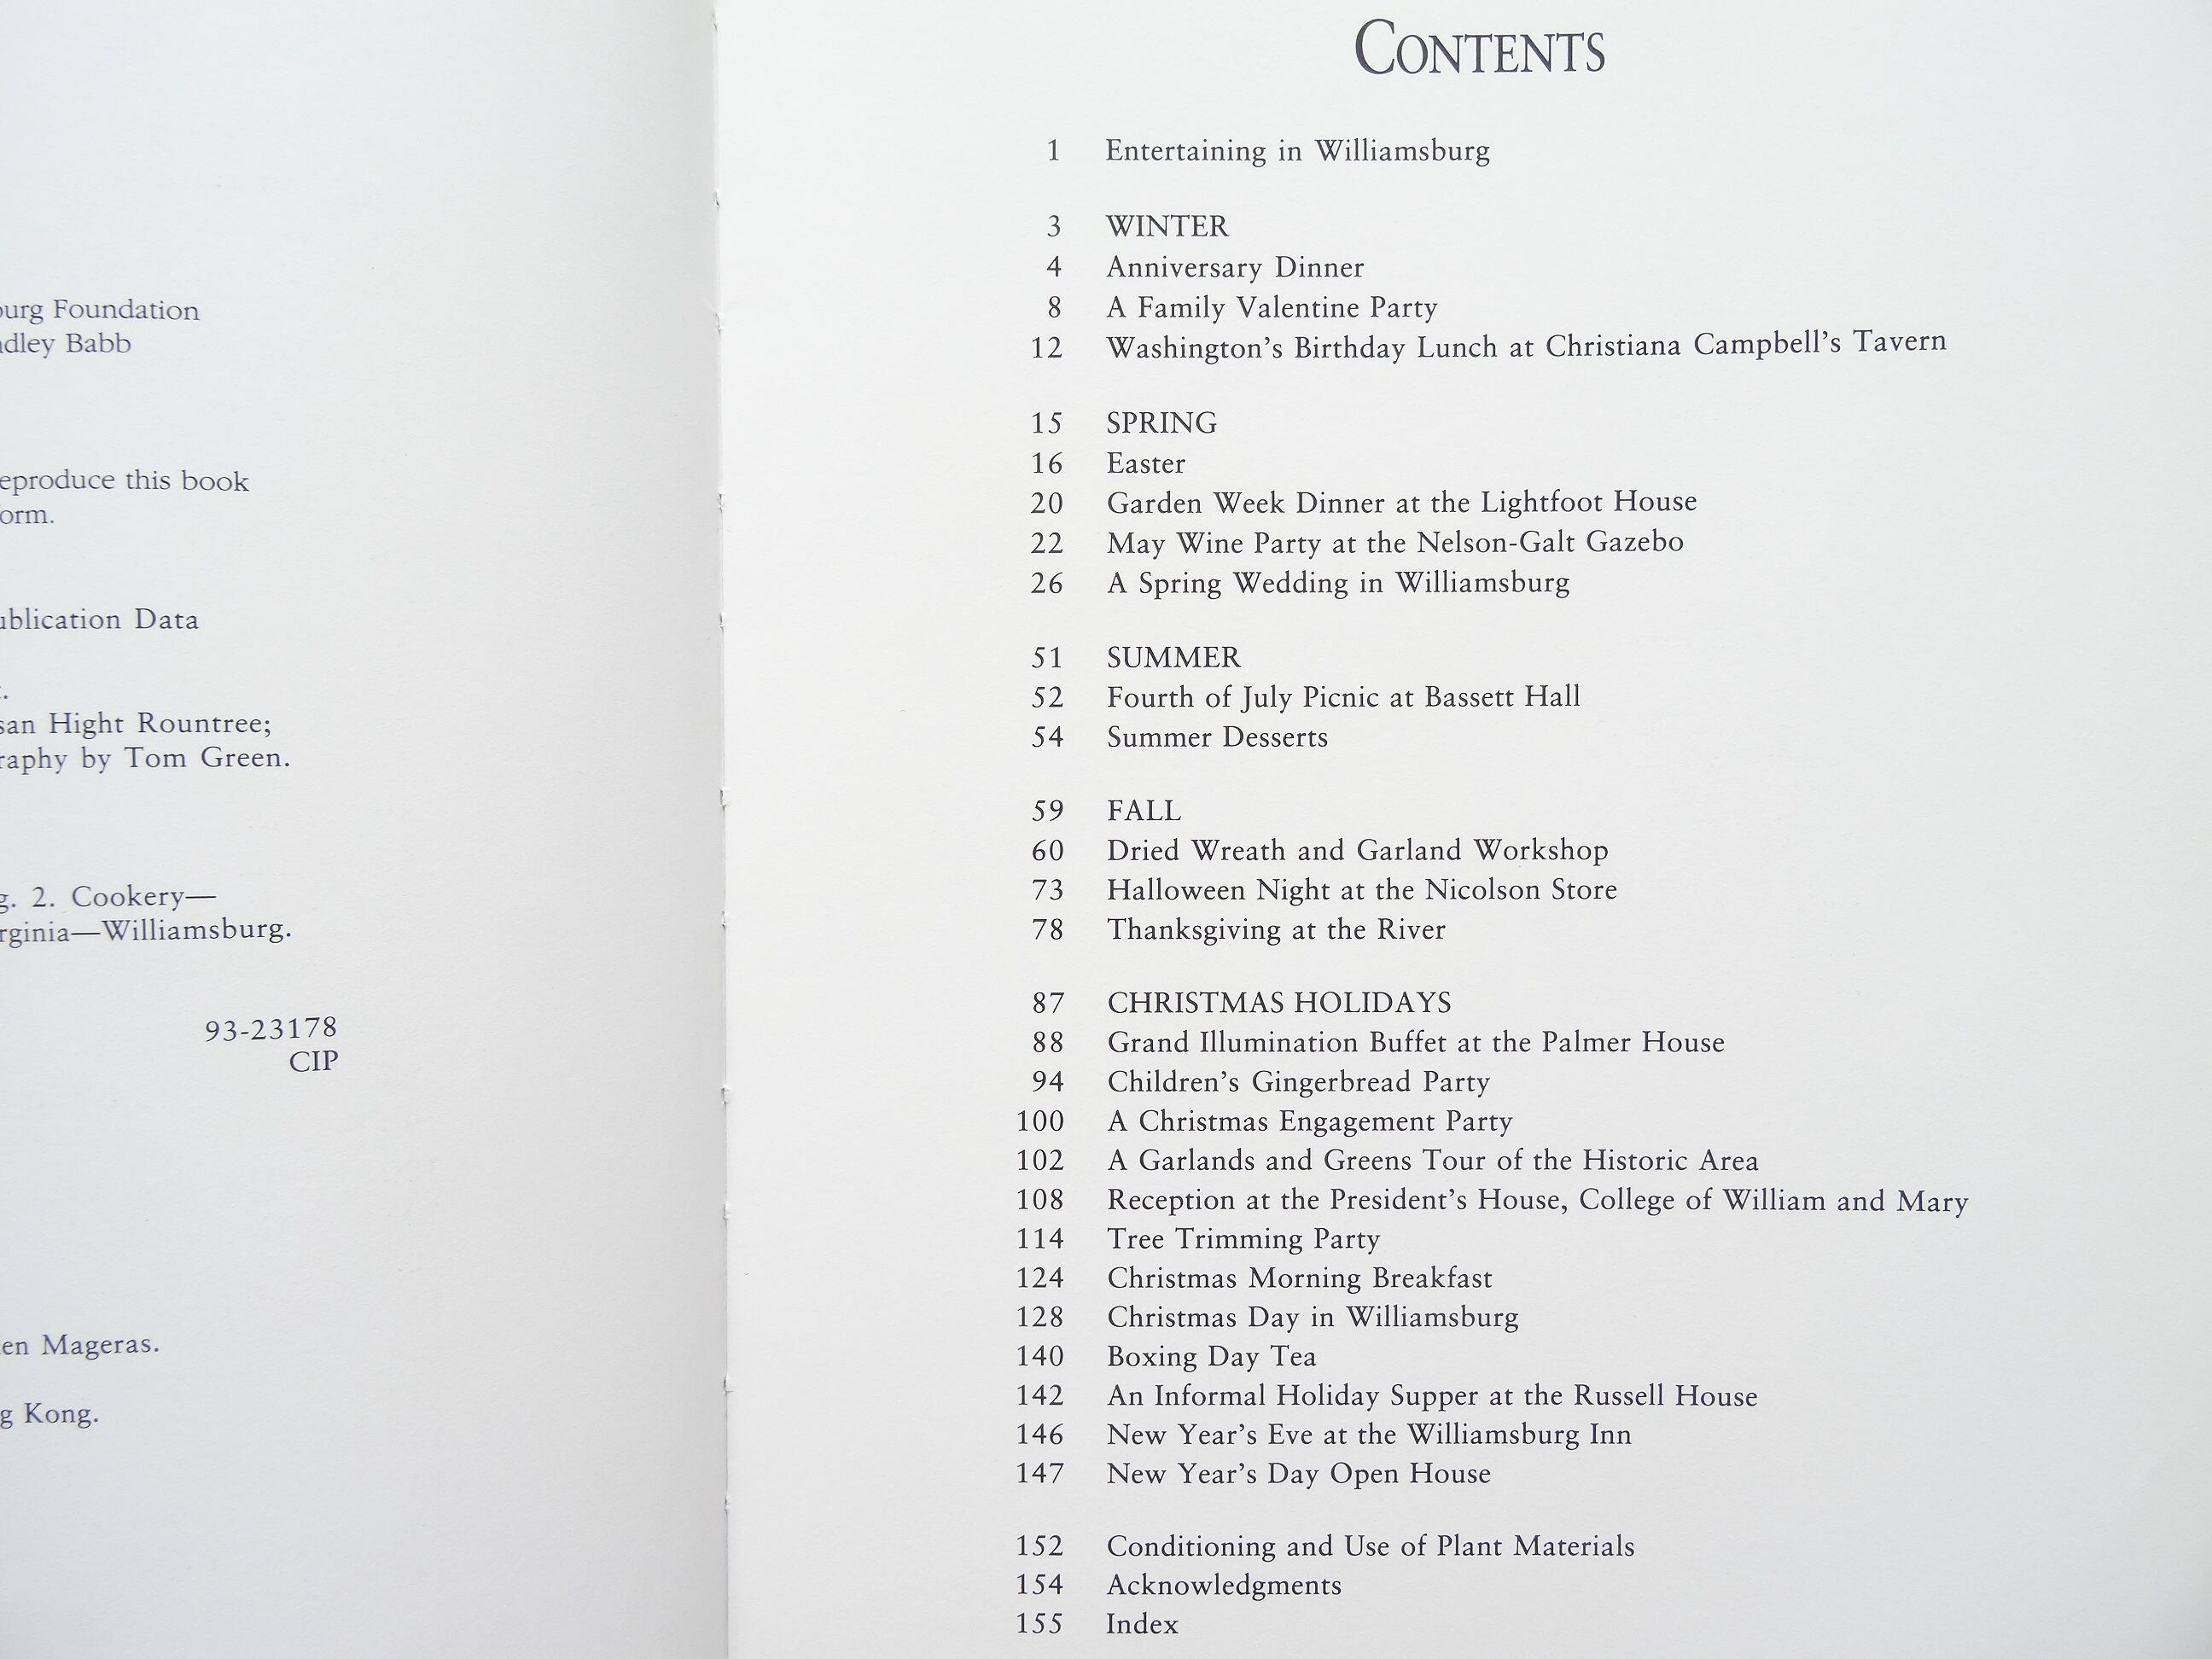 urg Foundation
dley Babb
eproduce this book
orm.
ublication Data
san Hight Rountree;
raphy by Tom Green.
g. 2. Cookery—
rginia—Williamsburg.
93-23178
CIP
en Mageras.
g Kong.
CONTENTS
1 Entertaining in Williamsburg
3 WINTER
4 Anniversary Dinner
8 A Family Valentine Party
12 Washington's Birthday Lunch at Christiana Campbell's Tavern
15 SPRING
16 Easter
20 Garden Week Dinner at the Lightfoot House
22 May Wine Party at the Nelson-Galt Gazebo
26 A Spring Wedding in Williamsburg
51 SUMMER
52 Fourth of July Picnic at Bassett Hall
54 Summer Desserts
59 FALL
60 Dried Wreath and Garland Workshop
73 Halloween Night at the Nicolson Store
78 Thanksgiving at the River
87 CHRISTMAS HOLIDAYS
88 Grand Illumination Buffet at the Palmer House
94 Children's Gingerbread Party
100 A Christmas Engagement Party
102 A Garlands and Greens Tour of the Historic Area
108 Reception at the President's House, College of William and Mary
114 Tree Trimming Party
124 Christmas Morning Breakfast
128 Christmas Day in Williamsburg
140 Boxing Day Tea
142 An Informal Holiday Supper at the Russell House
146 New Year's Eve at the Williamsburg Inn
147 New Year's Day Open House
152 Conditioning and Use of Plant Materials
154 Acknowledgments
155 Index